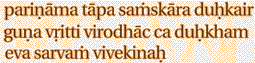 pariṇāma tāpa saṁskāra duḥkair
guṇa vṛitti virodhāc ca duḥkham
eva sarvaṁ vivekinaḥ